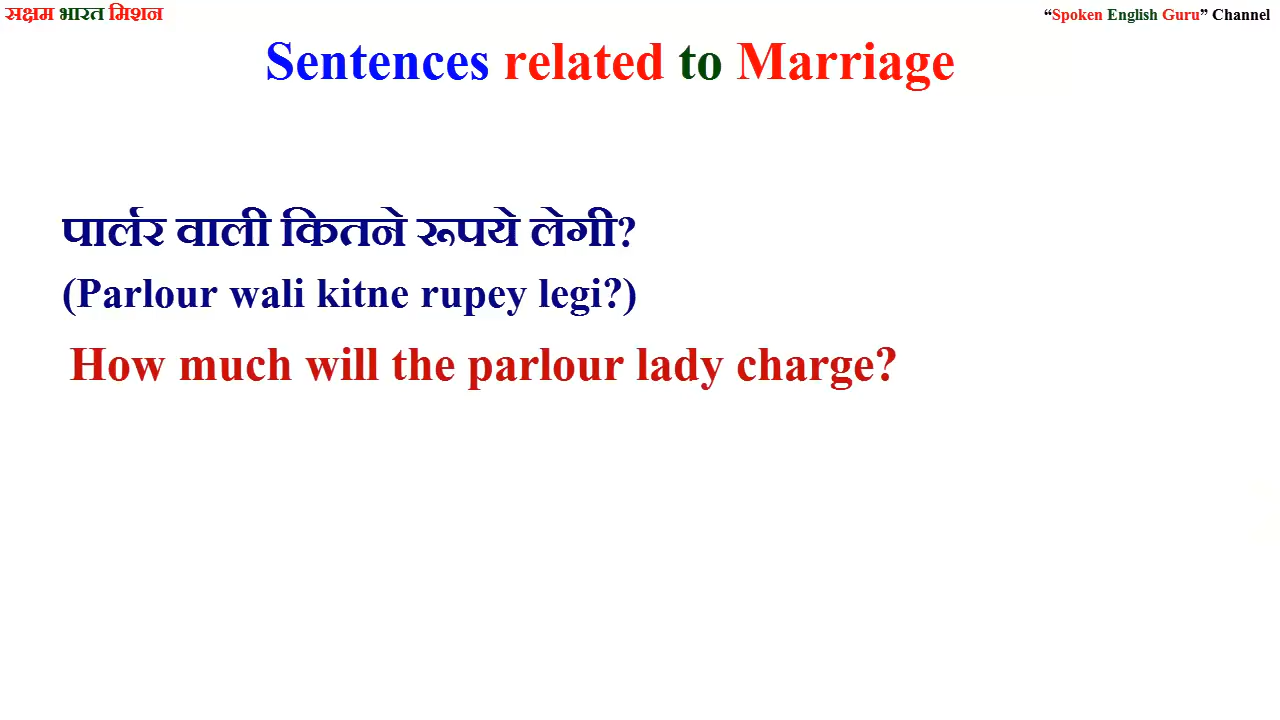 सक्षम भारत मिशन
“Spoken English Guru” Channel
Sentences related to Marriage
पार्लर वाली कितने रूपये लेगी?
(Parlour wali kitne rupey legi?)
How much will the parlour lady charge?